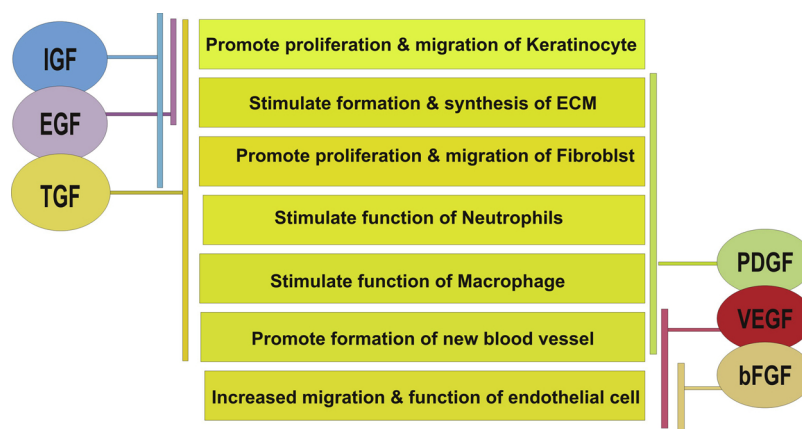 IGF
EGF
TGF
Promote proliferation & migration of Keratinocyte
Stimulate formation & synthesis of ECM
Promote proliferation & migration of Fibroblst
Stimulate function of Neutrophils
Stimulate function of Macrophage
Promote formation of new blood vessel
Increased migration & function of endothelial cell
PDGF
VEGF
bFGF